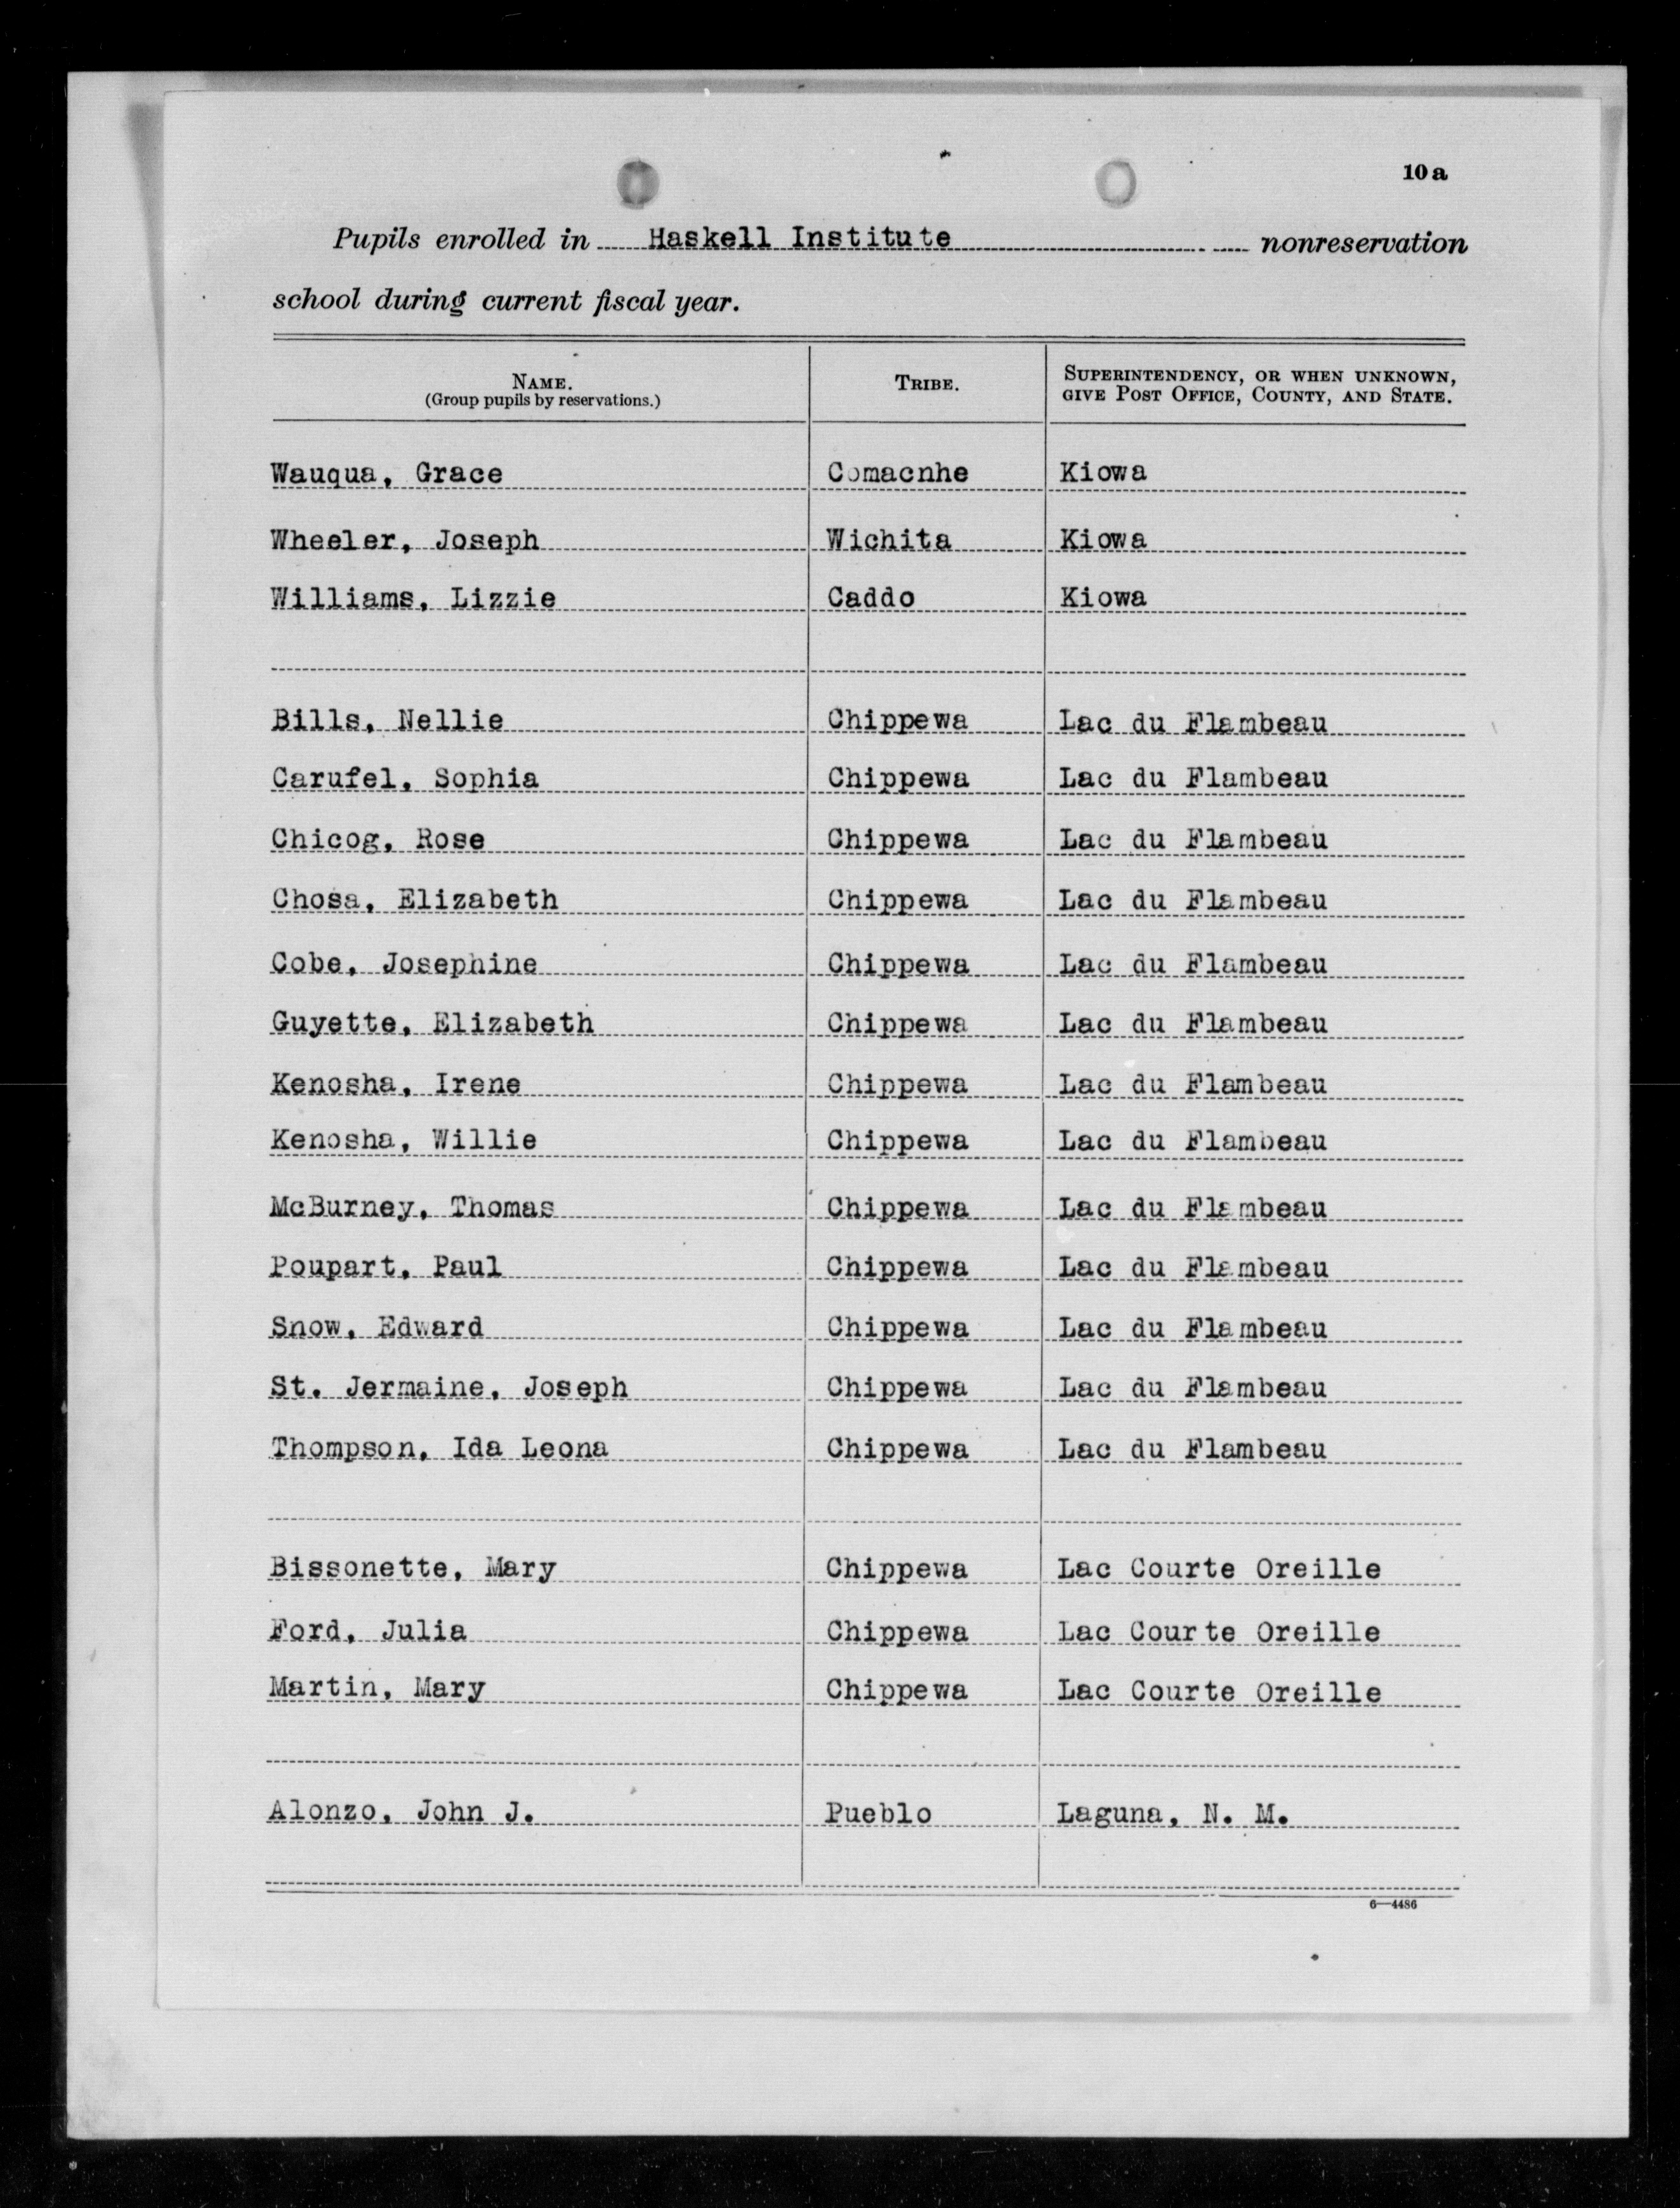 10a
Pupils enrolled in Haskell Institute nonreservation
school during current fiscal year.
NAME. TRIBE. SUPERINTENDENCY, OR WHEN UNKNOWN,
(Group pupils by reservations.) GIVE POST OFFICE, COUNTY, AND STATE.
Wauqua, Grace Comacnhe Kiowa
Wheeler, Joseph Wichita Kiowa
Williams, Lizzie Caddo Kiowa
Bills, Nellie Chippewa Lac du Flambeau
Carufel, Sophia Chippewa Lac du Flambeau
Chicog, Rose Chippewa Lac du Flambeau
Chosa, Elizabeth Chippewa Lac du Flambeau
Cobe, Josephine Chippewa Lac du Flambeau
Guyette, Elizabeth Chippewa Lac du Flambeau
Kenosha, Irene Chippewa Lac du Flambeau
Kenosha, Willie Chippewa Lac du Flambeau
McBurney, Thomas Chippewa Lac du Flambeau
Poupart, Paul Chippewa Lac du Flambeau
Snow, Edward Chippewa Lac du Flambeau
St. Jermaine, Joseph Chippewa Lac du Flambeau
Thompson, Ida Leona Chippewa Lac du Flambeau
Bissonette, Mary Chippewa Lac Courte Oreille
Ford, Julia Chippewa Lac Courte Oreille
Martin, Mary Chippewa Lac Courte Oreille
Alonzo, John J. Pueblo Laguna, N. M.
6—4486